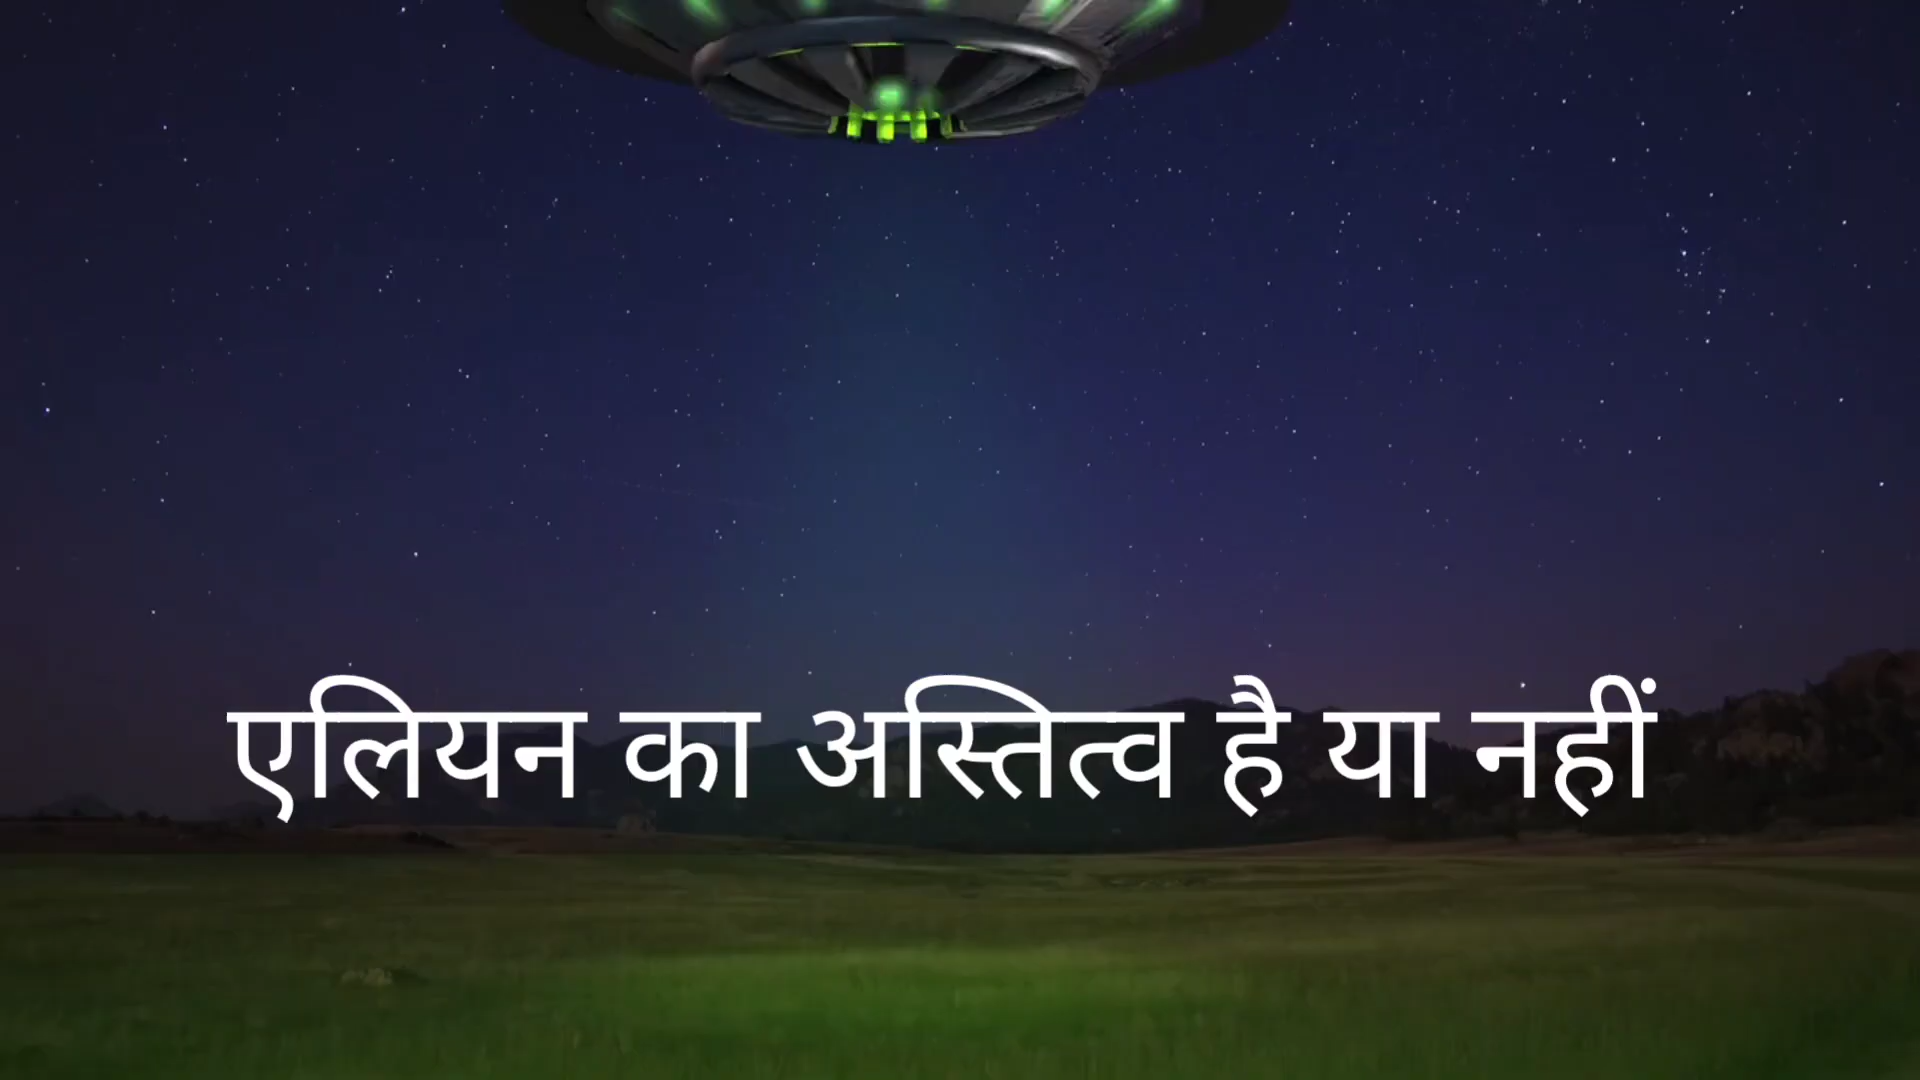 एलियन का अस्तित्व है या नहीं